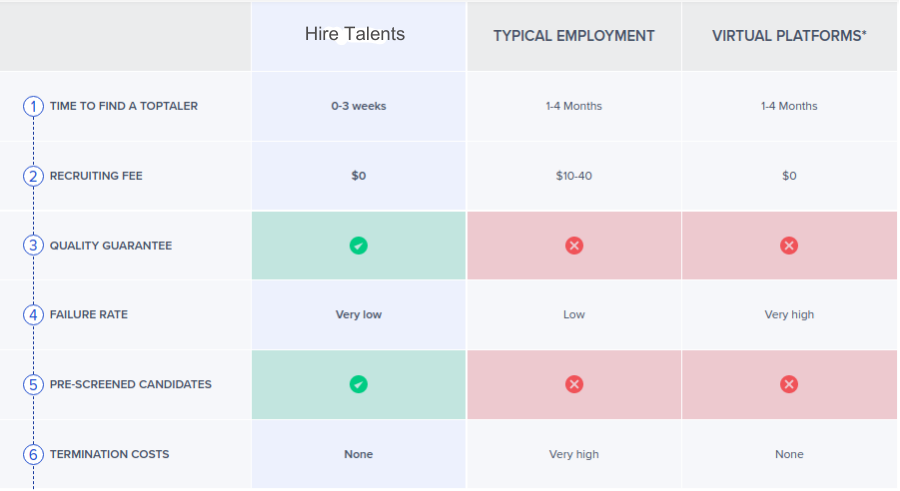 Hire Talents
TYPICAL EMPLOYMENT
VIRTUAL PLATFORMS*
1 TIME TO FIND A TOPTALER
0-3 weeks
1-4 Months
1-4 Months
2 RECRUITING FEE
$0
$10-40
$0
3 QUALITY GUARANTEE
4 FAILURE RATE
Very low
Low
Very high
5 PRE-SCREENED CANDIDATES
6 TERMINATION COSTS
None
Very high
None